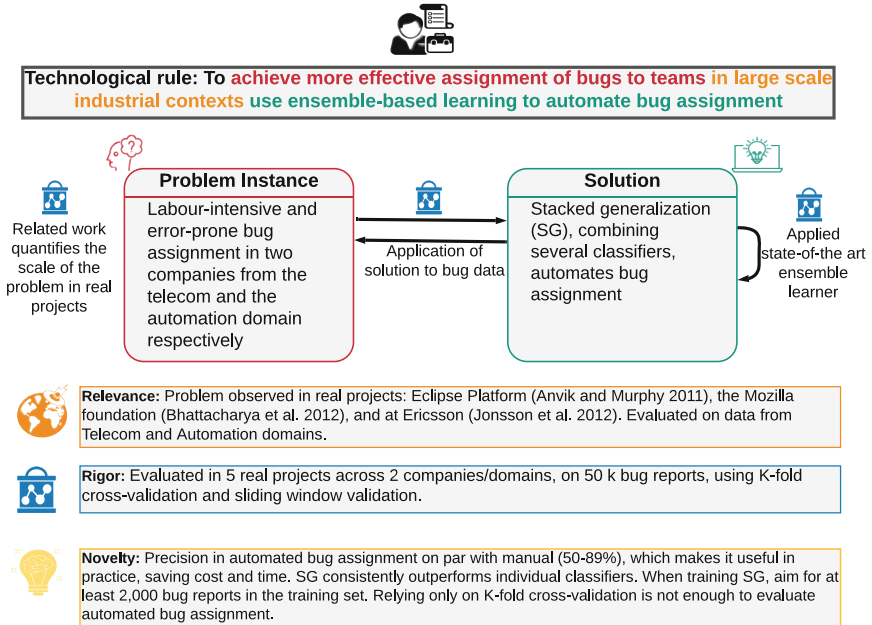 Technological rule: To achieve more effective assignment of bugs to teams in large scale
industrial contexts use ensemble-based learning to automate bug assignment
Related work
quantifies the
scale of the
problem in real
projects
Problem Instance
Labour-intensive and
error-prone bug
assignment in two
companies from the
telecom and the
automation domain
respectively
Application of
solution to bug data
Solution
Stacked generalization
(SG), combining
several classifiers,
automates bug
assignment
Applied
state-of-the art
ensemble
learner
Relevance: Problem observed in real projects: Eclipse Platform (Anvik and Murphy 2011), the Mozilla
foundation (Bhattacharya et al. 2012), and at Ericsson (Jonsson et al. 2012). Evaluated on data from
Telecom and Automation domains.
Rigor: Evaluated in 5 real projects across 2 companies/domains, on 50 k bug reports, using K-fold
cross-validation and sliding window validation.
Novelty: Precision in automated bug assignment on par with manual (50-89%), which makes it useful in
practice, saving cost and time. SG consistently outperforms individual classifiers. When training SG, aim for at
least 2,000 bug reports in the training set. Relying only on K-fold cross-validation is not enough to evaluate
automated bug assignment.